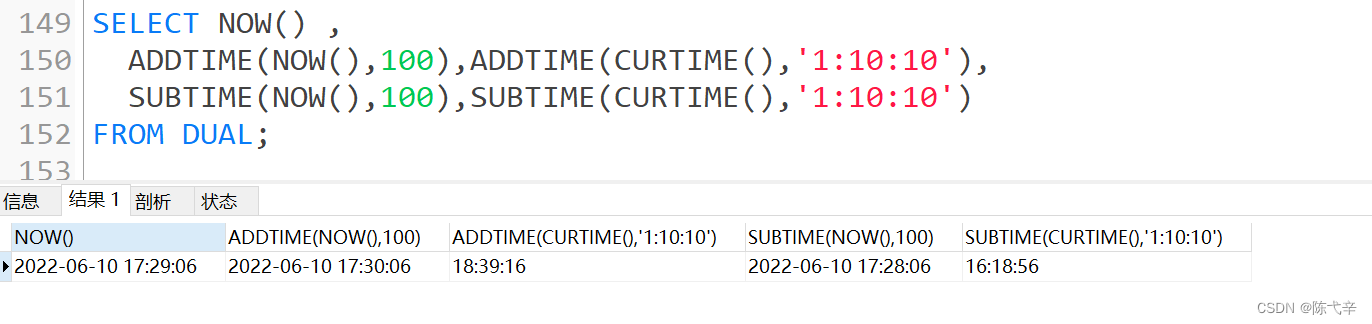 149 SELECT NOW() ,
150 ADDTIME(NOW(),100),ADDTIME(CURTIME(),'1:10:10'),
151 SUBTIME(NOW(),100),SUBTIME(CURTIME(),'1:10:10')
152 FROM DUAL;
153
信息 结果 1 剖析 状态
NOW() ADDTIME(NOW(),100) ADDTIME(CURTIME(),'1:10:10') SUBTIME(NOW(),100) SUBTIME(CURTIME(),'1:10:10')
2022-06-10 17:29:06 2022-06-10 17:30:06 18:39:16 2022-06-10 17:28:06 16:18:56
CSDN @陈弋辛